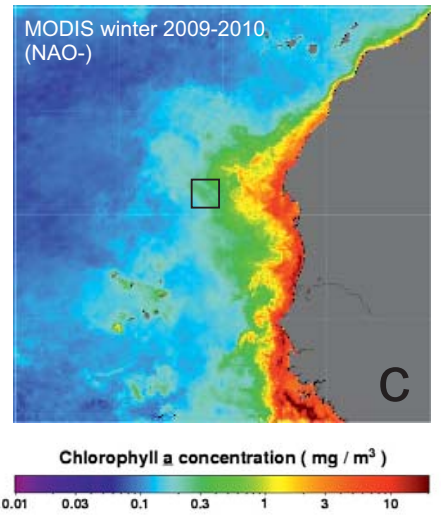 MODIS winter 2009-2010
(NAO-)
C
Chlorophyll a concentration ( mg / m³ )
0.01 0.03 0.1 0.3 1 3 10